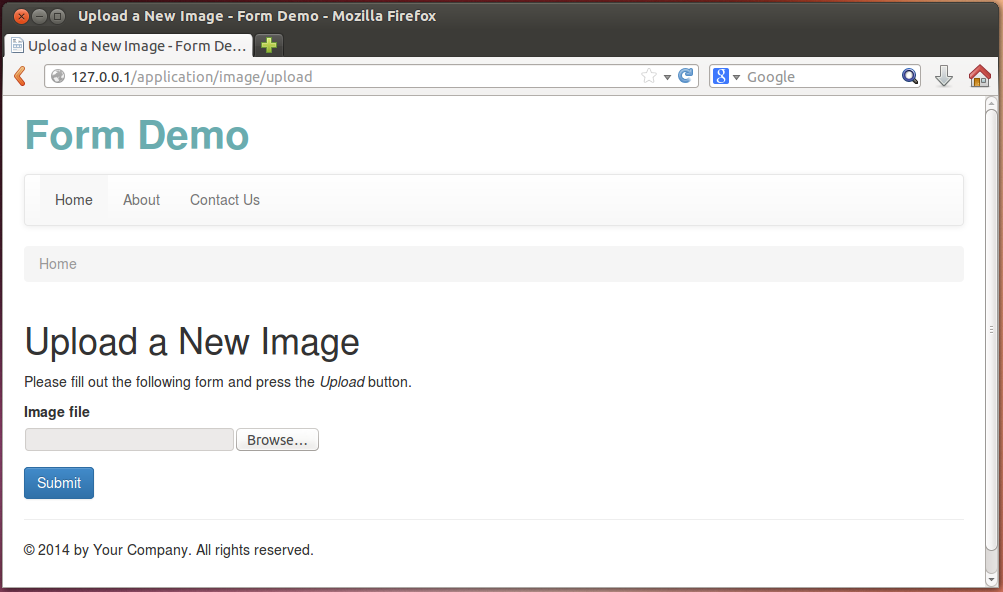 Upload a New Image - Form Demo - Mozilla Firefox
Upload a New Image - Form De...
127.0.0.1/application/image/upload
8 Google
Form Demo
Home About Contact Us
Home
Upload a New Image
Please fill out the following form and press the Upload button.
Image file
Browse...
Submit
© 2014 by Your Company. All rights reserved.